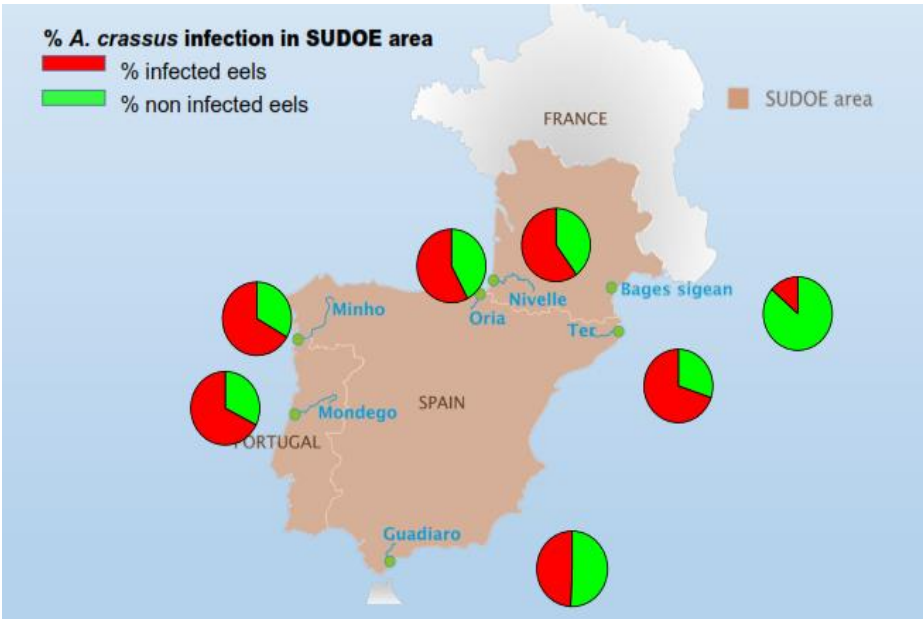 % A. crassus infection in SUDOE area
% infected eels
% non infected eels
SUDOE area
FRANCE
Nivelle
Bages sigean
Oria
Minho
Ter
SPAIN
Mondego
PORTUGAL
Guadiaro